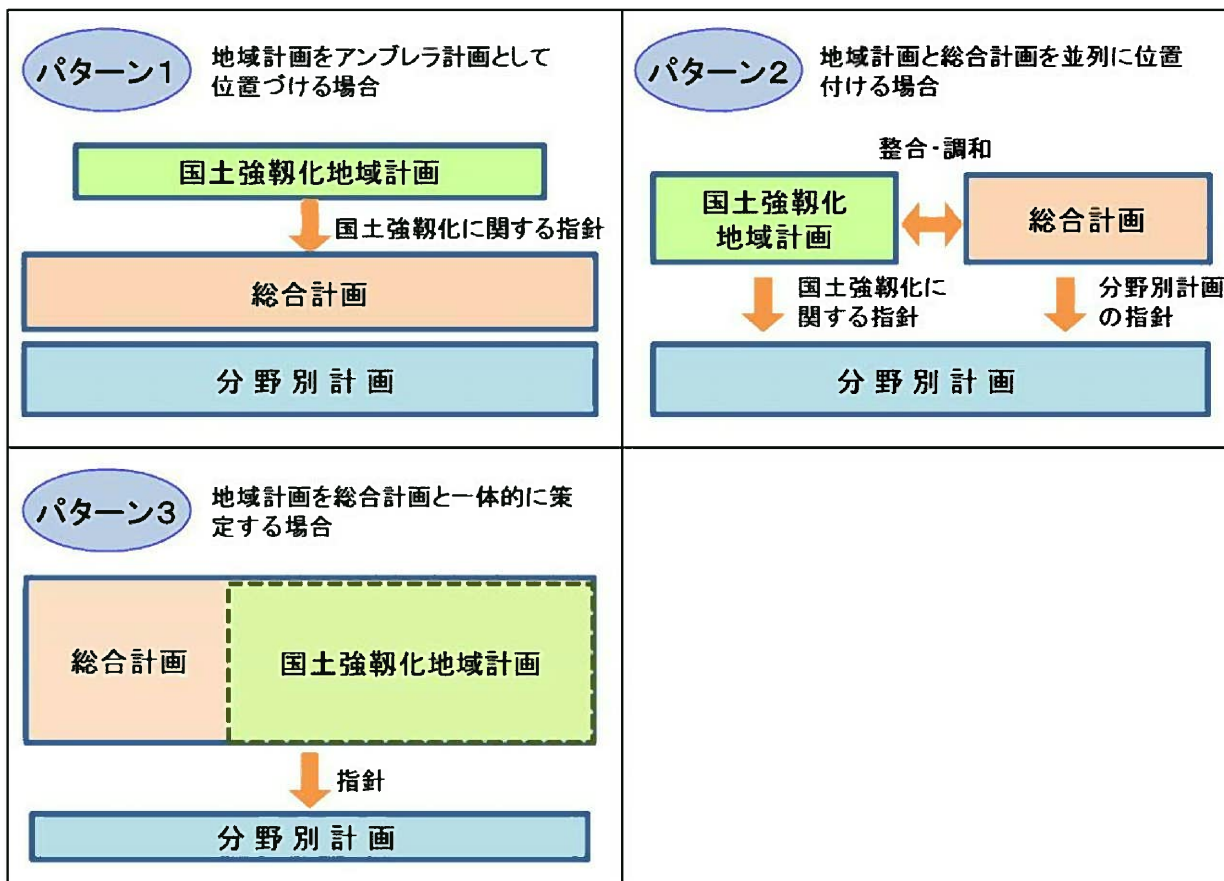 パターン1
地域計画をアンブレラ計画として
位置づける場合
国土強靱化地域計画
国土強靱化に関する指針
総合計画
分野別計画
パターン2
地域計画と総合計画を並列に位置
付ける場合
整合・調和
国土強靱化
地域計画
総合計画
国土強靱化に
関する指針
分野別計画
の指針
分野別計画
パターン3
地域計画を総合計画と一体的に策
定する場合
総合計画
国土強靱化地域計画
指針
分野別計画